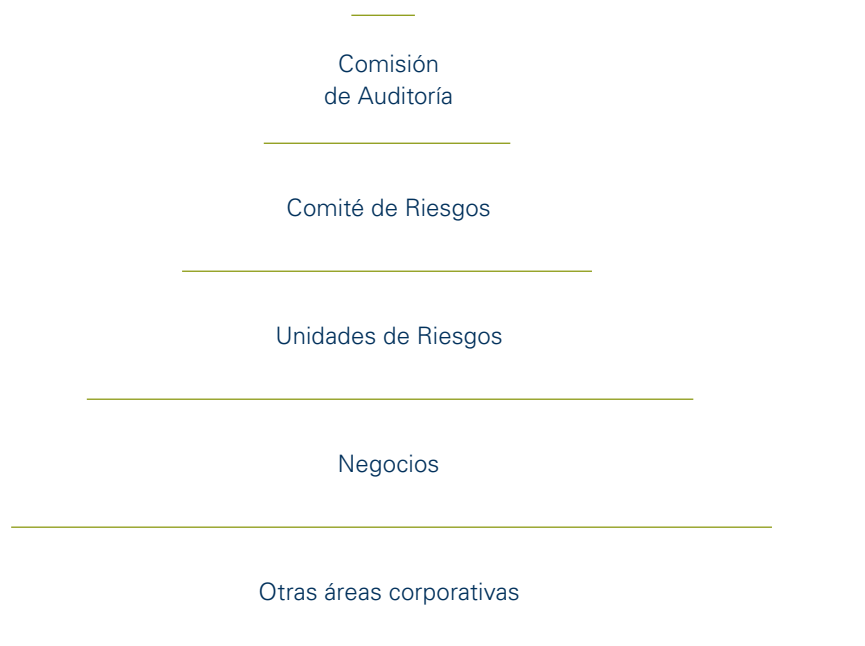 Comisión
de Auditoría
Comité de Riesgos
Unidades de Riesgos
Negocios
Otras áreas corporativas